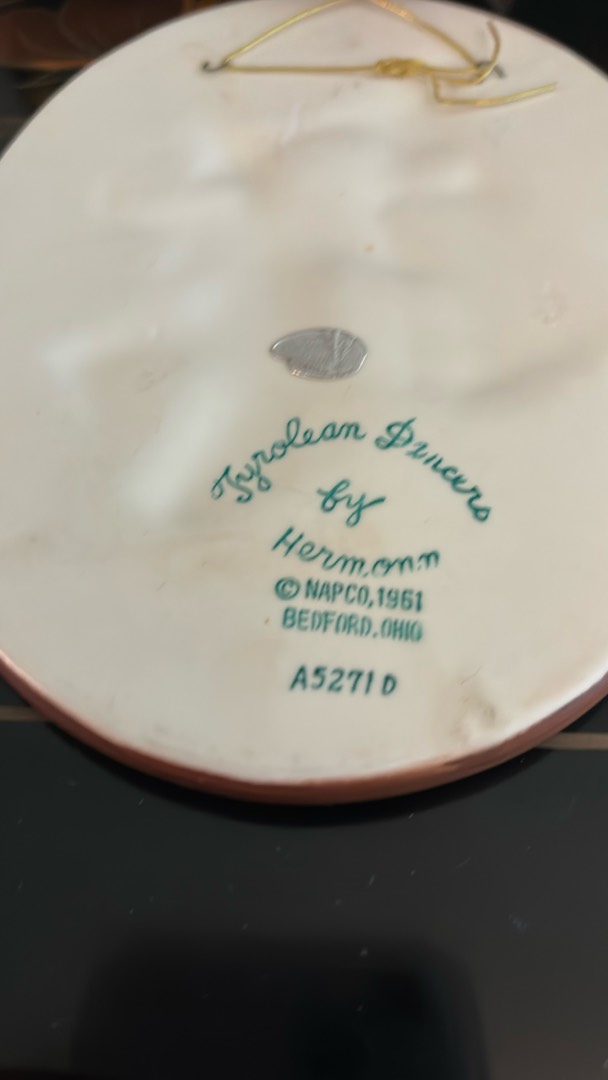 Tyrolean Dancers
by
Hermann
© NAPCO, 1961
BEDFORD, OHIO
A5271D